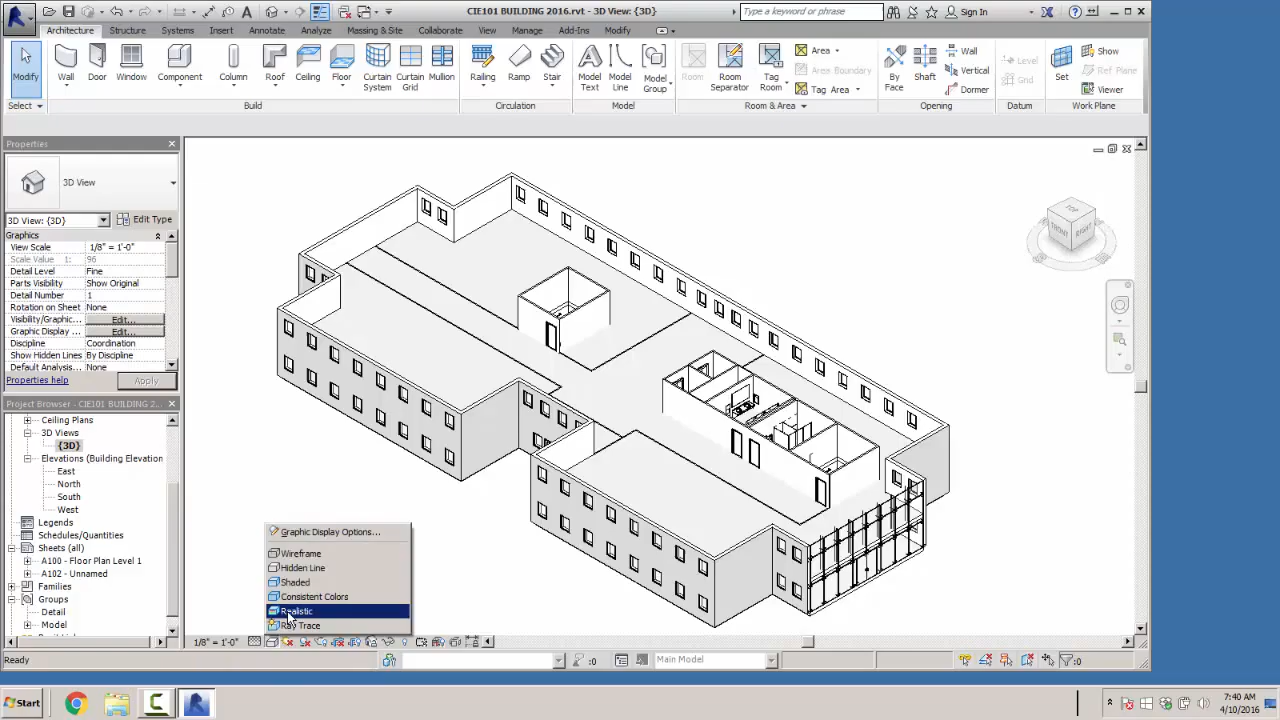 CIE101 BUILDING 2016.rvt - 3D View: {3D}
Type a keyword or phrase
Sign In
Architecture Structure Systems Insert Annotate Analyze Massing & Site Collaborate View Manage Add-Ins Modify
Modify Wall Door Window Component Column Roof Ceiling Floor Curtain System Curtain Grid Mullion Railing Ramp Stair Model Text Model Line Model Group Room Room Separator Tag Room
Area
Area Boundary
Tag Area
By Face Shaft
Wall
Vertical
Dormer
Level
Grid
Set
Show
Ref Plane
Viewer
Select Build Circulation Model Room & Area Opening Datum Work Plane
Properties
3D View
3D View: {3D} Edit Type
Graphics
View Scale 1/8" = 1'-0"
Scale Value 1: 96
Detail Level Fine
Parts Visibility Show Original
Detail Number 1
Rotation on Sheet None
Visibility/Graphic... Edit...
Graphic Display ... Edit...
Discipline Coordination
Show Hidden Lines By Discipline
Default Analysis... None
Properties help Apply
Project Browser - CIE101 BUILDING 2...
Ceiling Plans
3D Views
{3D}
Elevations (Building Elevation
East
North
South
West
Legends
Schedules/Quantities
Sheets (all)
A100 - Floor Plan Level 1
A102 - Unnamed
Families
Groups
Detail
Model
TOP
FRONT RIGHT
Graphic Display Options...
Wireframe
Hidden Line
Shaded
Consistent Colors
Realistic
Ray Trace
1/8" = 1'-0"
Ready
:0
Main Model
:0
Start
7:40 AM
4/10/2016